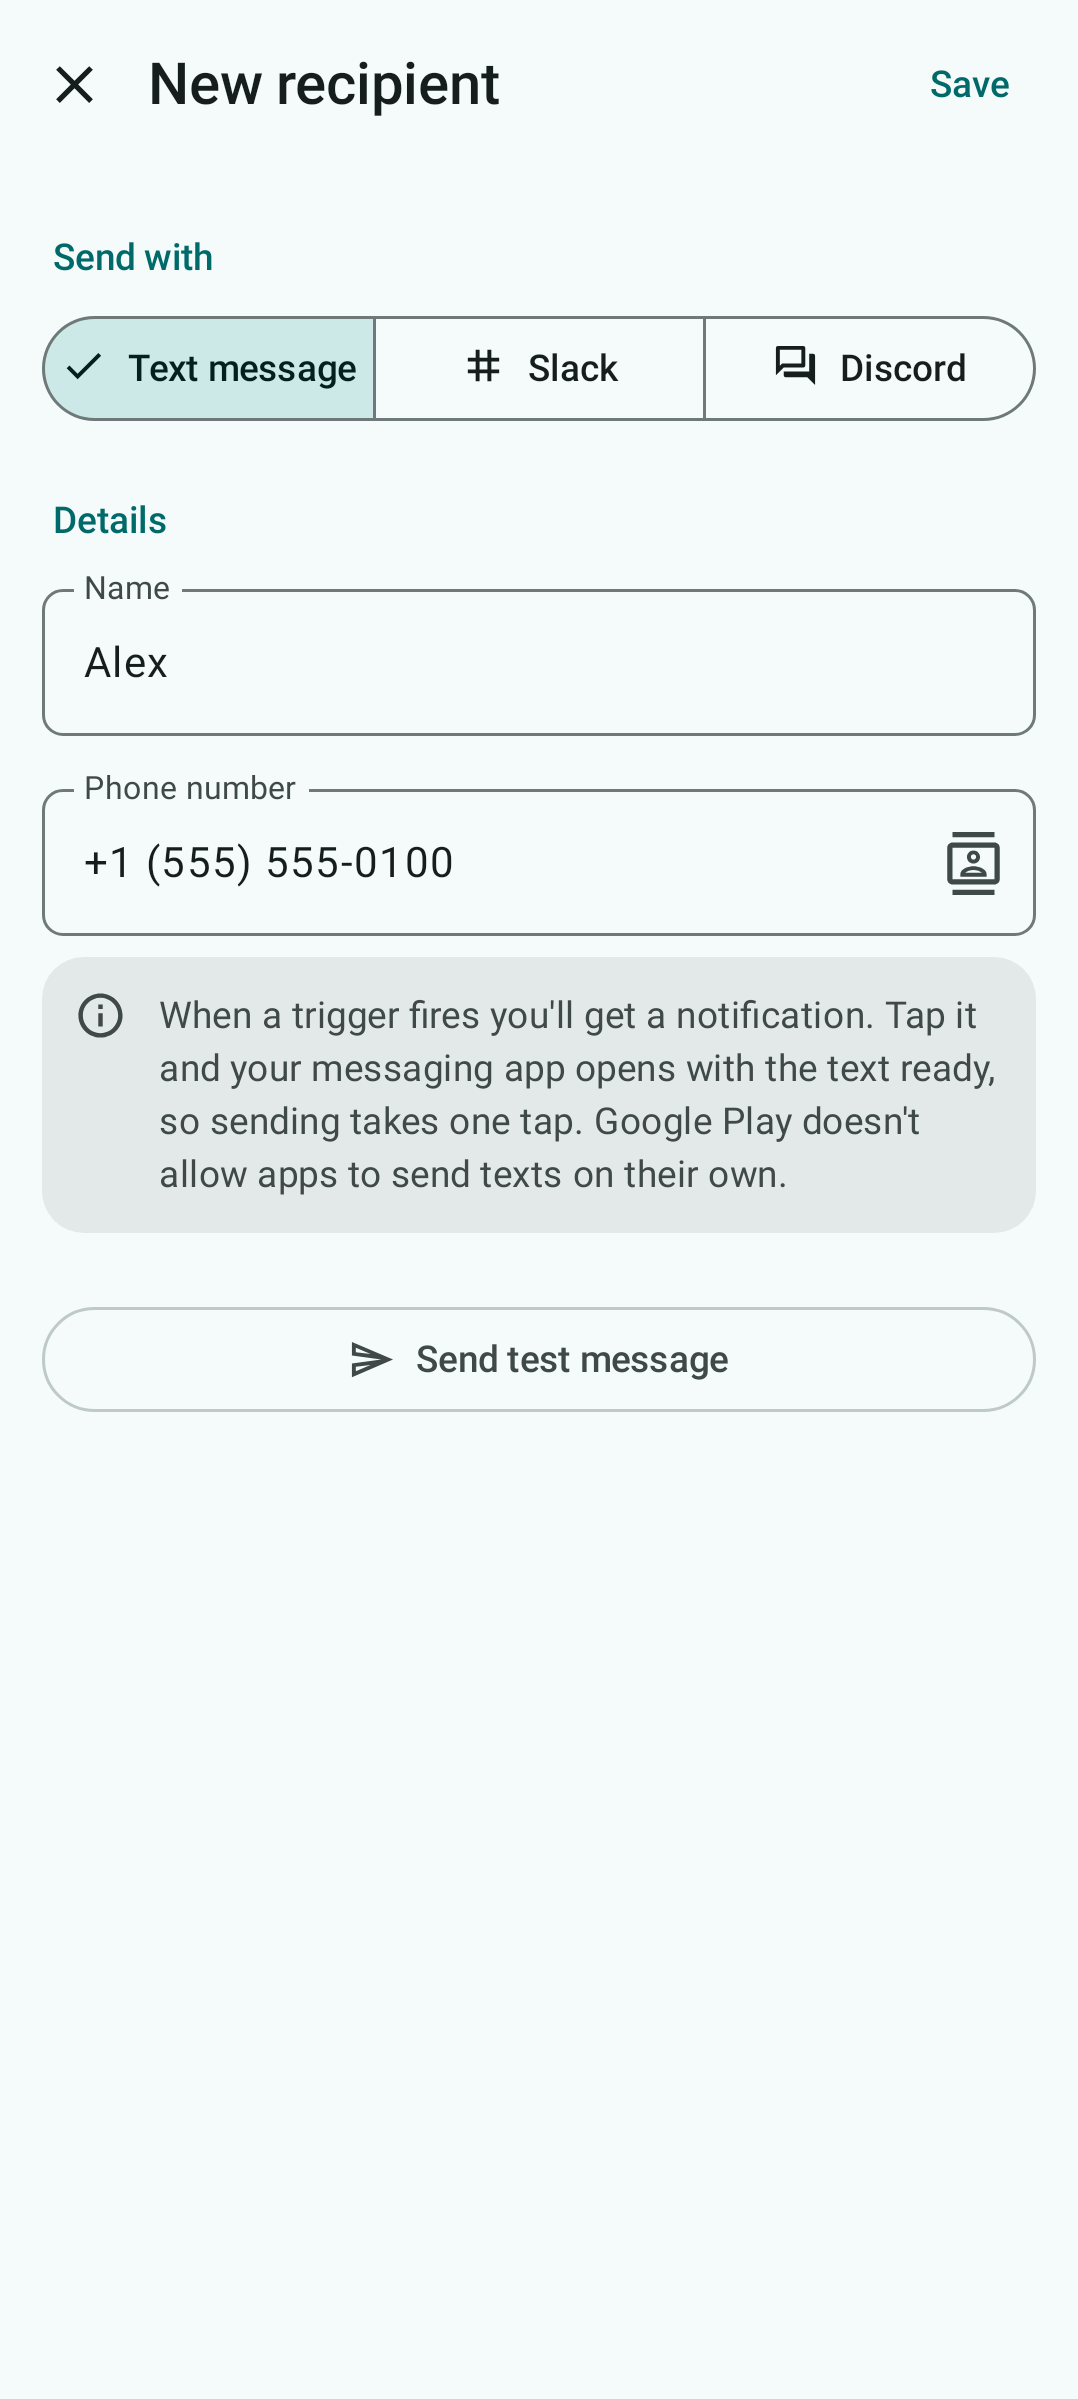 New recipient
Save
Send with
Text message
Slack
Discord
Details
Name
Alex
Phone number
+1 (555) 555-0100
When a trigger fires you'll get a notification. Tap it
and your messaging app opens with the text ready,
so sending takes one tap. Google Play doesn't
allow apps to send texts on their own.
Send test message